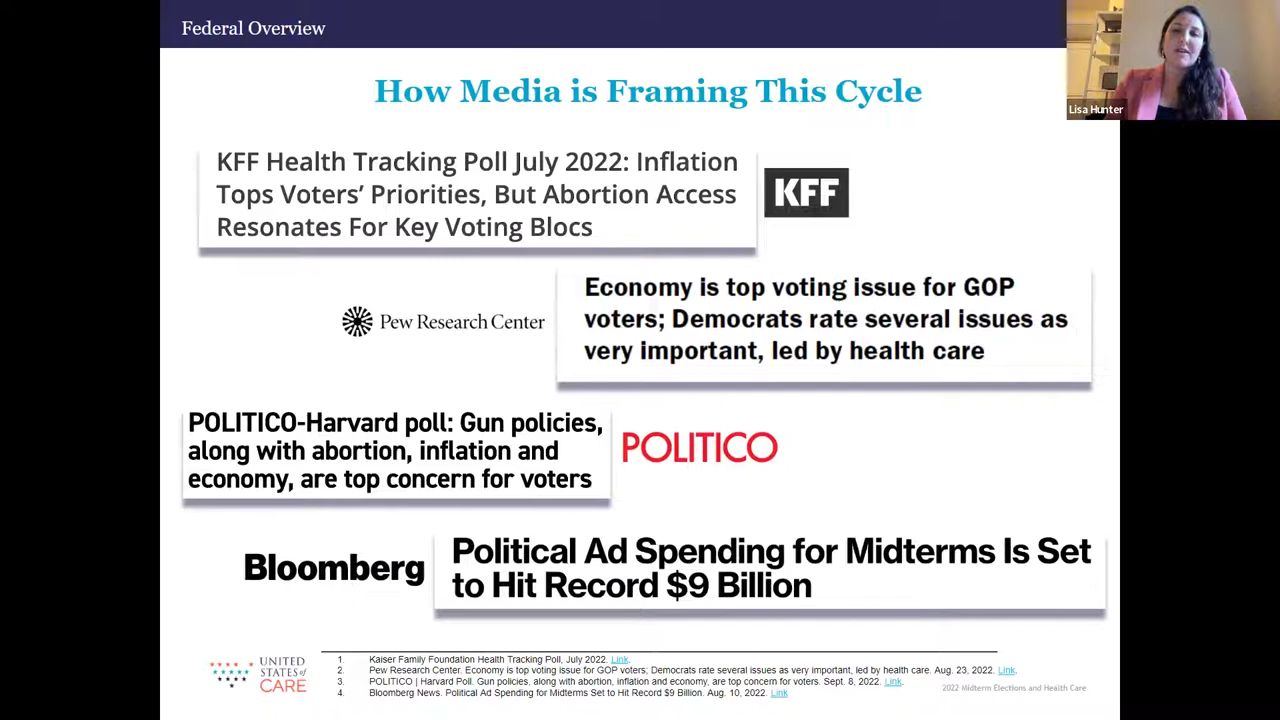 Federal Overview
Lisa Hunter
How Media is Framing This Cycle
KFF Health Tracking Poll July 2022: Inflation
Tops Voters’ Priorities, But Abortion Access
Resonates For Key Voting Blocs
KFF
Pew Research Center
Economy is top voting issue for GOP
voters; Democrats rate several issues as
very important, led by health care
POLITICO-Harvard poll: Gun policies,
along with abortion, inflation and
economy, are top concern for voters
POLITICO
Bloomberg
Political Ad Spending for Midterms Is Set
to Hit Record $9 Billion
UNITED
STATES of
CARE
1. Kaiser Family Foundation Health Tracking Poll, July 2022. Link.
2. Pew Research Center. Economy is top voting issue for GOP voters; Democrats rate several issues as very important, led by health care. Aug. 23, 2022. Link.
3. POLITICO | Harvard Poll. Gun policies, along with abortion, inflation and economy, are top concern for voters. Sept. 8, 2022. Link.
4. Bloomberg News. Political Ad Spending for Midterms Set to Hit Record $9 Billion. Aug. 10, 2022. Link
2022 Midterm Elections and Health Care